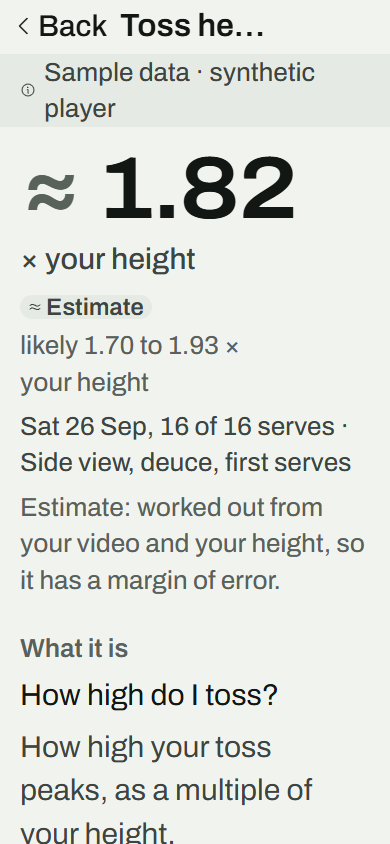 Back Toss he…
Sample data · synthetic
player
≈ 1.82
× your height
≈ Estimate
likely 1.70 to 1.93 ×
your height
Sat 26 Sep, 16 of 16 serves ·
Side view, deuce, first serves
Estimate: worked out from
your video and your height, so
it has a margin of error.
What it is
How high do I toss?
How high your toss
peaks, as a multiple of
your height.